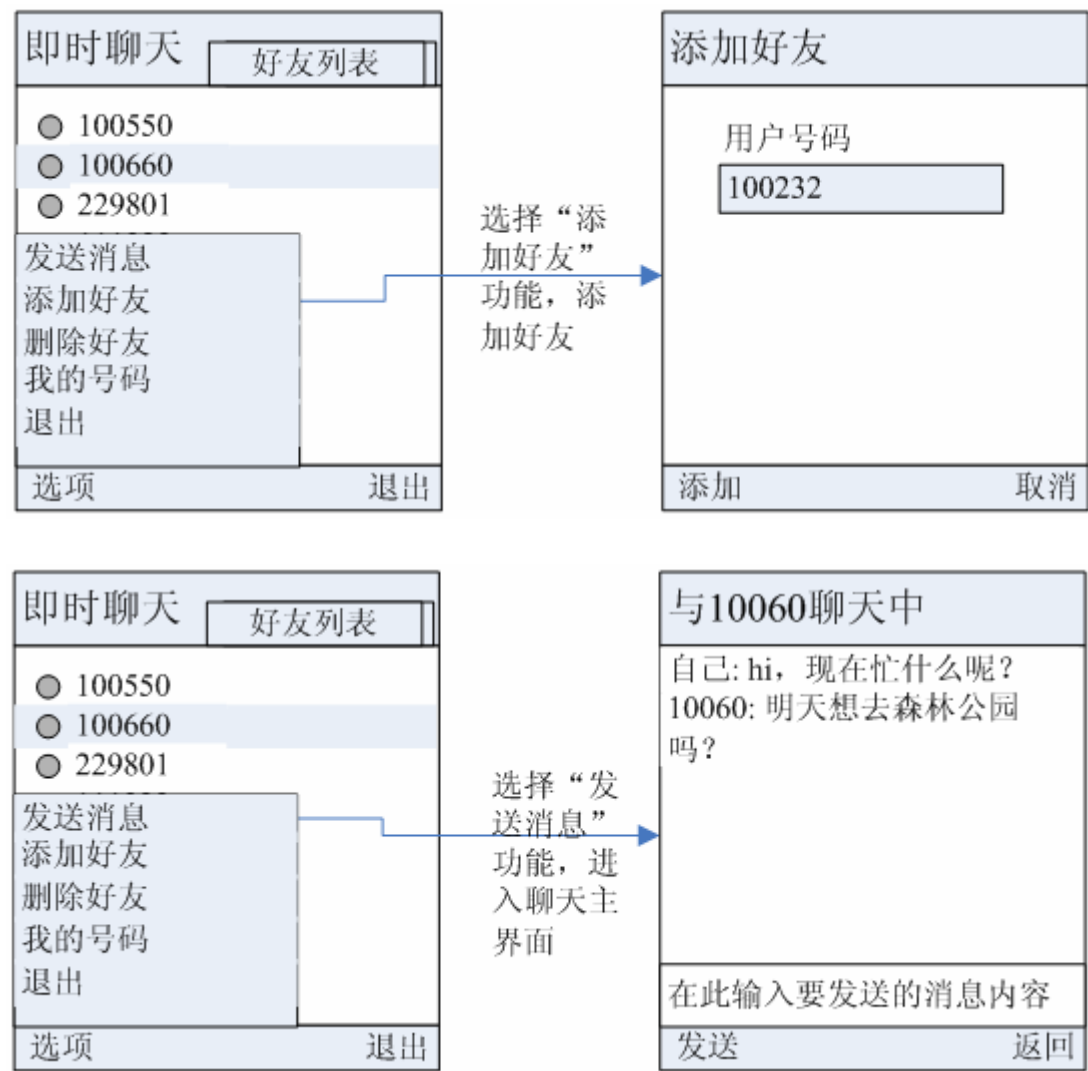 即时聊天
好友列表
100550
100660
229801
发送消息
添加好友
删除好友
我的号码
退出
选项
退出
选择“添
加好友”
功能，添
加好友
添加好友
用户号码
100232
添加
取消
即时聊天
好友列表
100550
100660
229801
发送消息
添加好友
删除好友
我的号码
退出
选项
退出
选择“发
送消息”
功能，进
入聊天主
界面
与10060聊天中
自己: hi，现在忙什么呢？
10060: 明天想去森林公园
吗？
在此输入要发送的消息内容
发送
返回